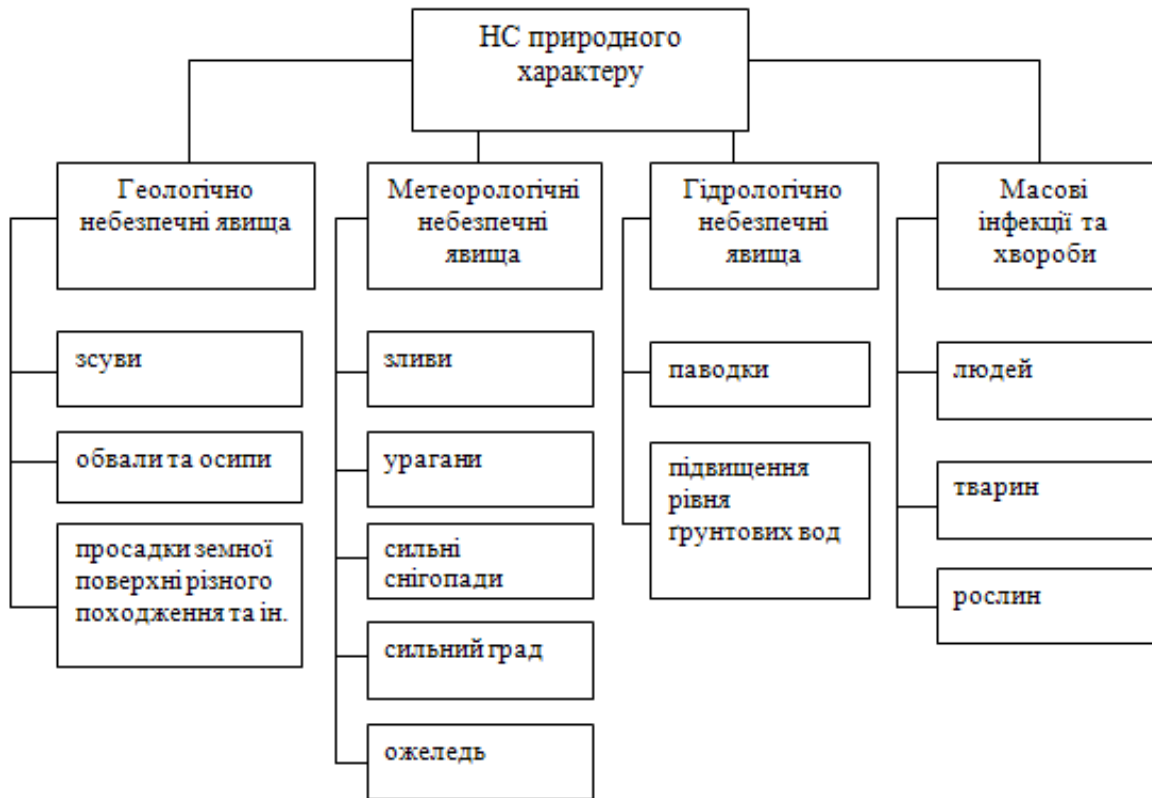 НС природного
характеру
Геологічно
небезпечні явища
зсуви
обвали та осипи
просадки земної
поверхні різного
походження та ін.
Метеорологічні
небезпечні
явища
зливи
урагани
сильні
снігопади
сильний град
ожеледь
Гідрологічно
небезпечні
явища
паводки
підвищення
рівня
ґрунтових вод
Масові
інфекції та
хвороби
людей
тварин
рослин